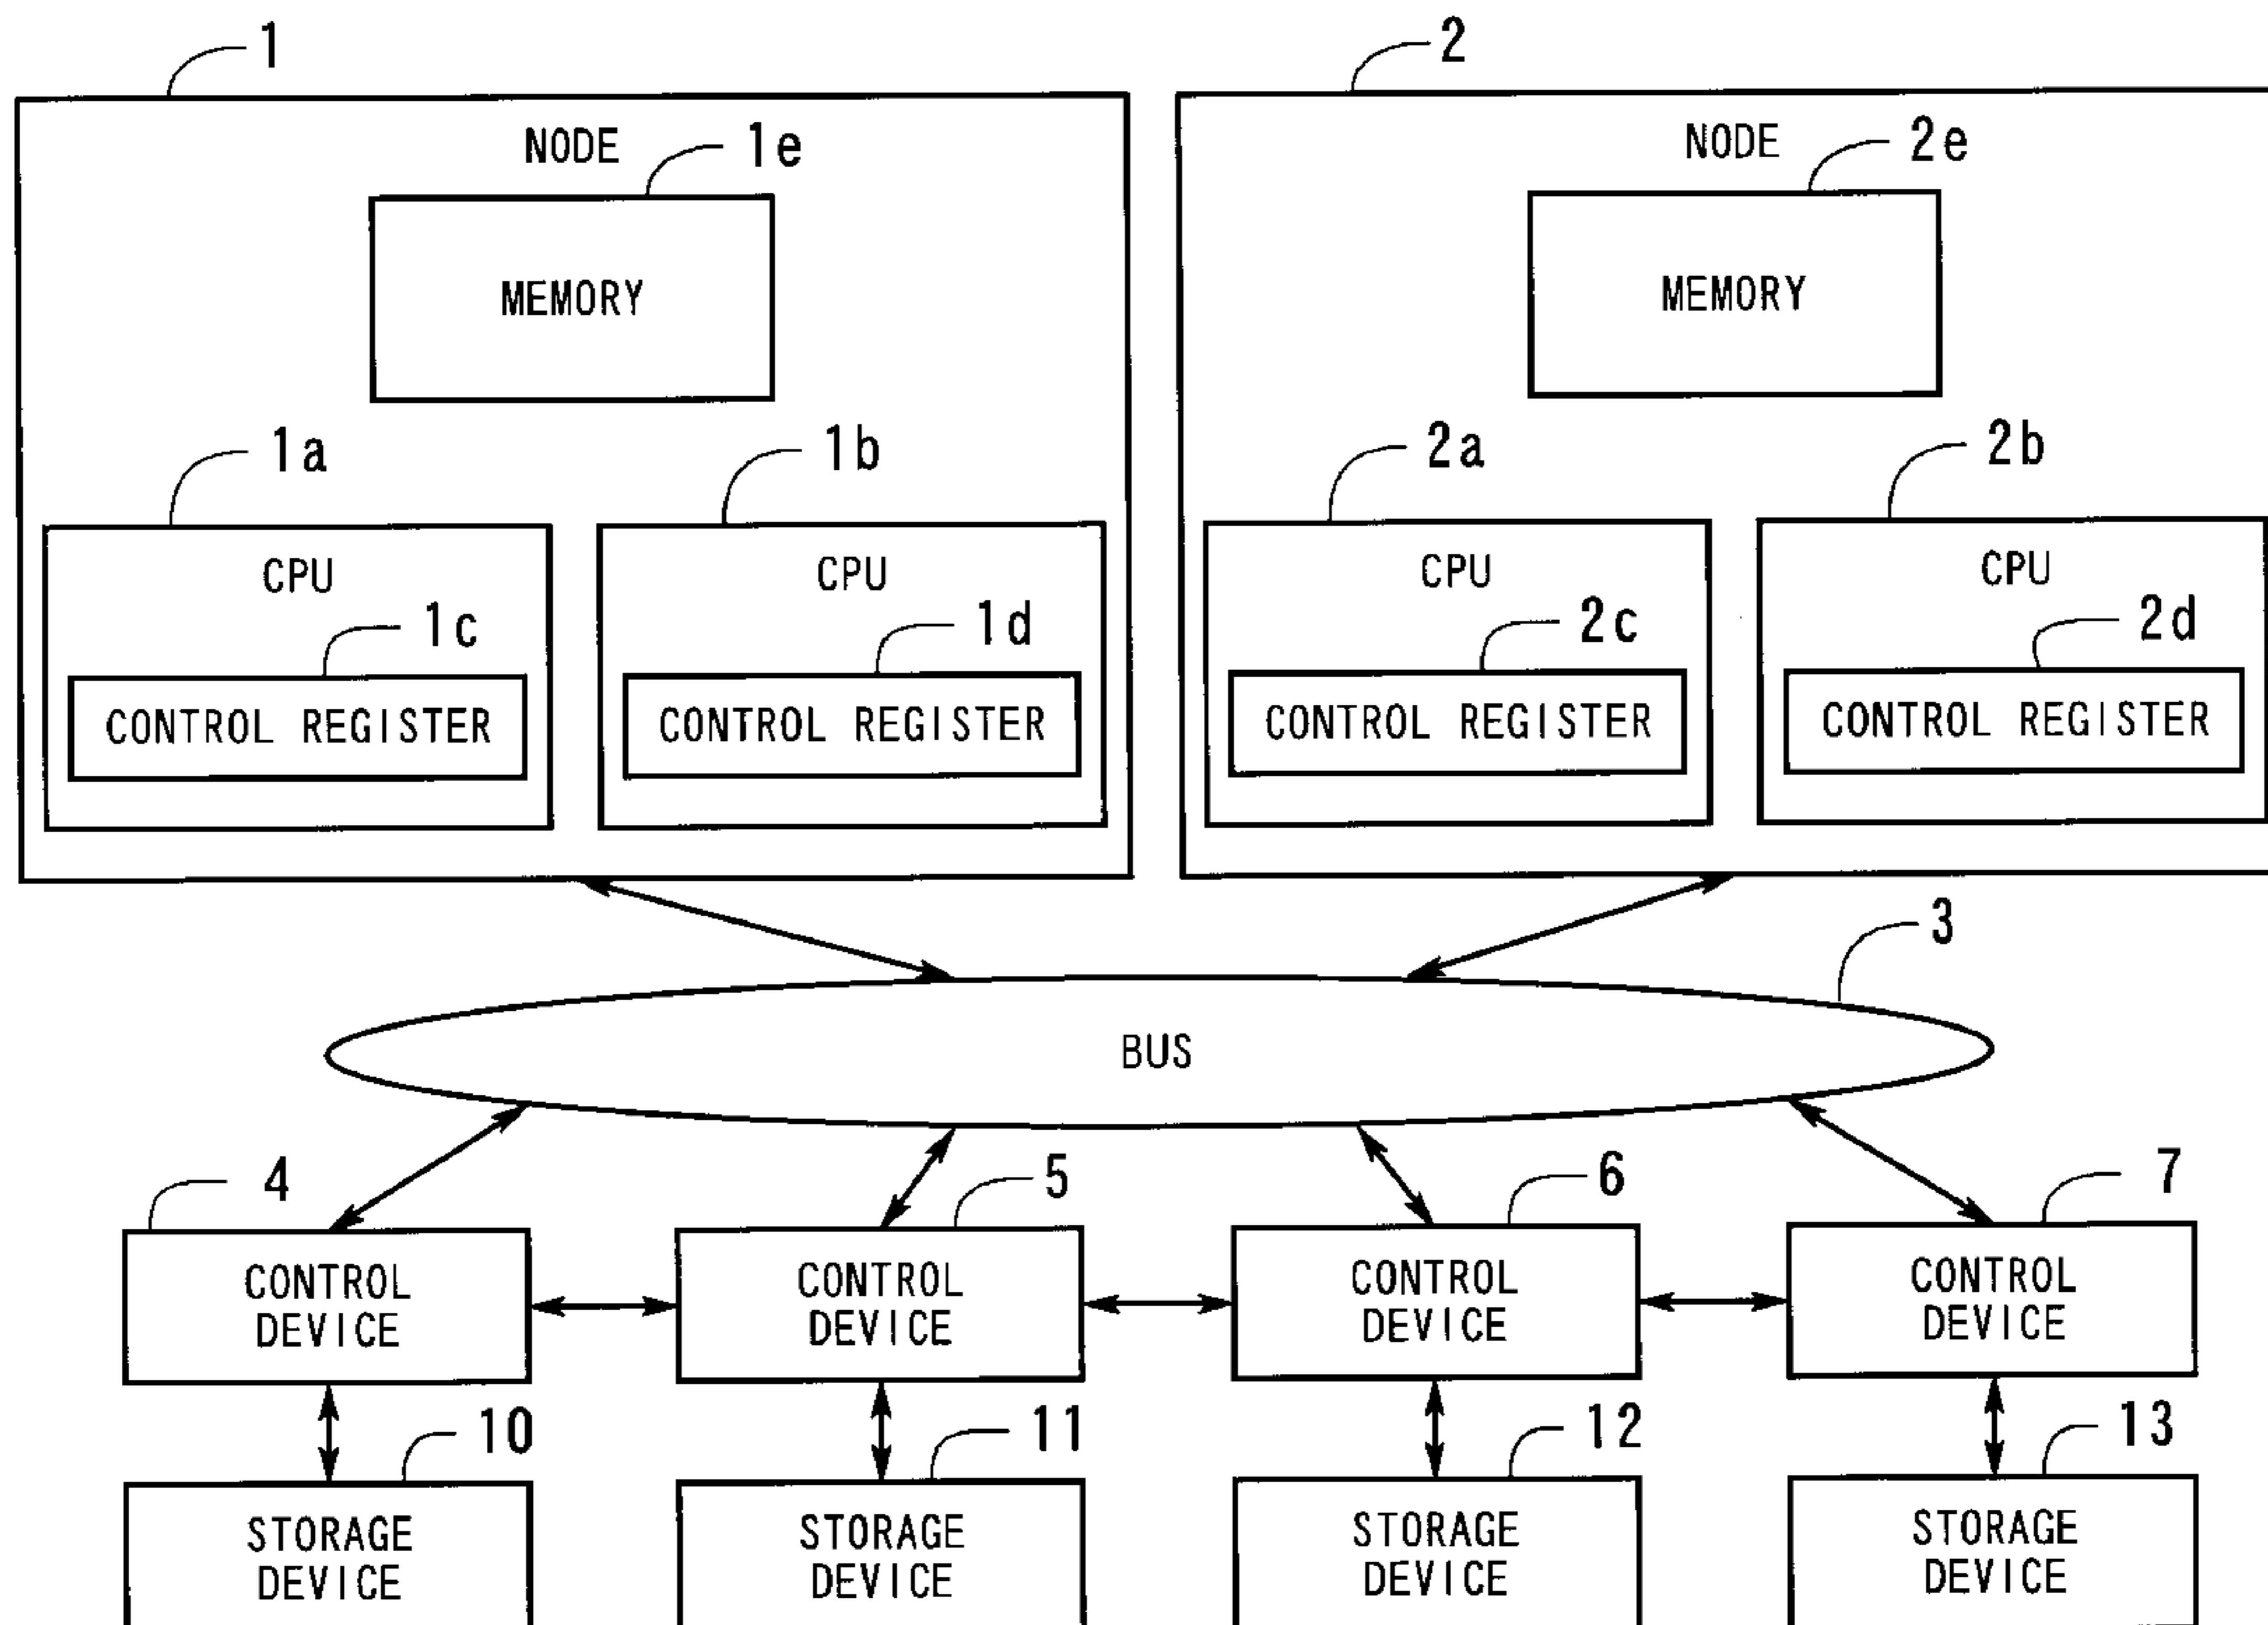 1
2
NODE
1e
NODE
2e
MEMORY
MEMORY
1a
1b
2a
2b
CPU
CPU
CPU
CPU
1c
1d
2c
2d
CONTROL REGISTER
CONTROL REGISTER
CONTROL REGISTER
CONTROL REGISTER
3
BUS
4
5
6
7
CONTROL
DEVICE
CONTROL
DEVICE
CONTROL
DEVICE
CONTROL
DEVICE
10
11
12
13
STORAGE
DEVICE
STORAGE
DEVICE
STORAGE
DEVICE
STORAGE
DEVICE